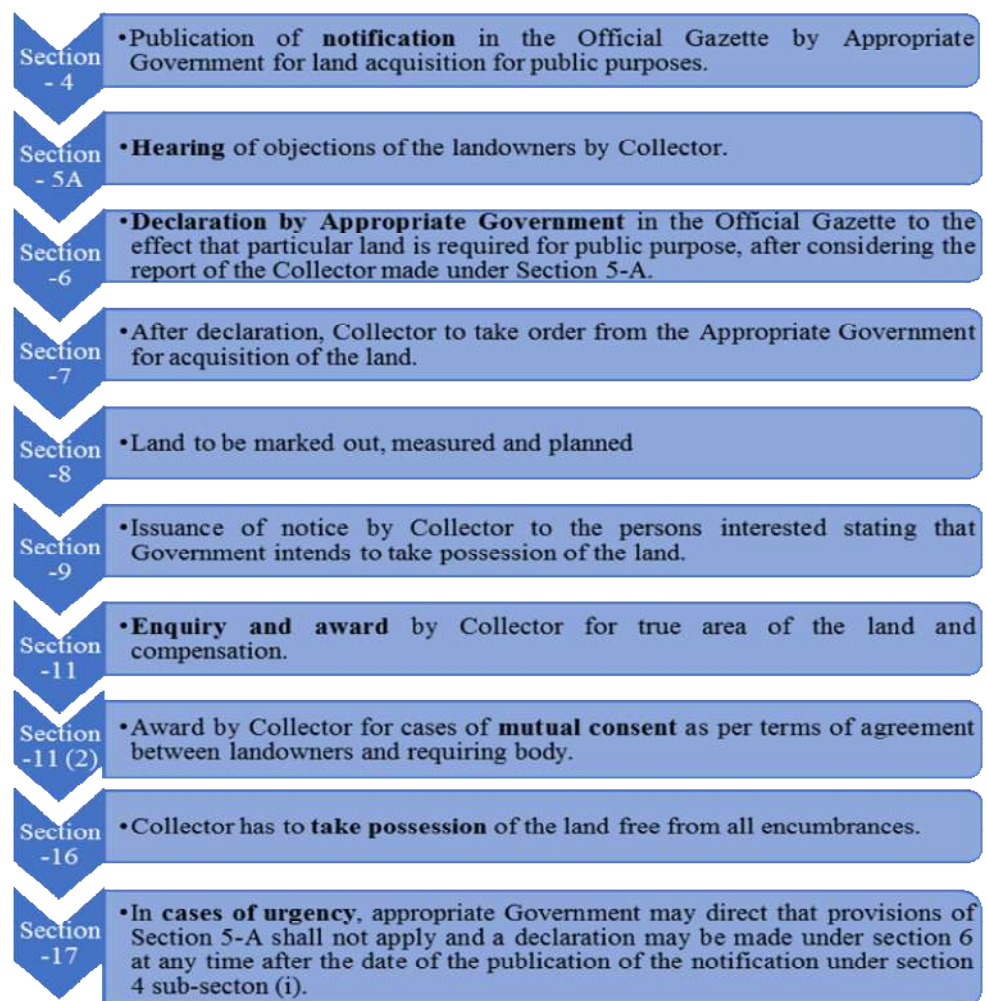 Section
- 4
•Publication of notification in the Official Gazette by Appropriate
Government for land acquisition for public purposes.
Section
- 5A
•Hearing of objections of the landowners by Collector.
Section
-6
•Declaration by Appropriate Government in the Official Gazette to the
effect that particular land is required for public purpose, after considering the
report of the Collector made under Section 5-A.
Section
-7
•After declaration, Collector to take order from the Appropriate Government
for acquisition of the land.
Section
-8
•Land to be marked out, measured and planned
Section
-9
•Issuance of notice by Collector to the persons interested stating that
Government intends to take possession of the land.
Section
-11
•Enquiry and award by Collector for true area of the land and
compensation.
Section
-11 (2)
•Award by Collector for cases of mutual consent as per terms of agreement
between landowners and requiring body.
Section
-16
•Collector has to take possession of the land free from all encumbrances.
Section
-17
•In cases of urgency, appropriate Government may direct that provisions of
Section 5-A shall not apply and a declaration may be made under section 6
at any time after the date of the publication of the notification under section
4 sub-secton (i).